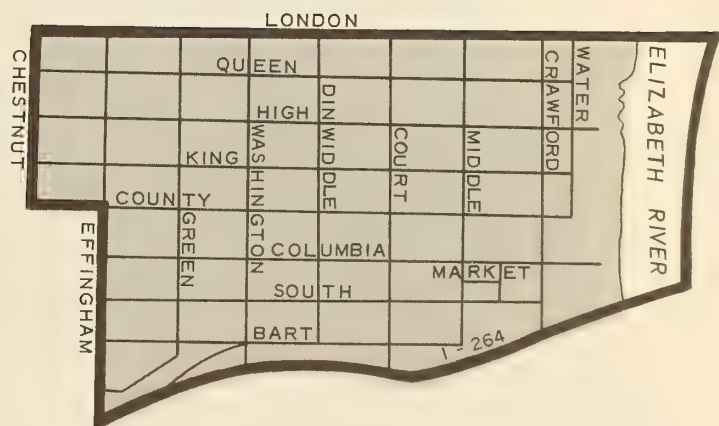 LONDON
CHESTNUT
QUEEN
WATER
CRAWFORD
ELIZABETH RIVER
DINWIDDIE
HIGH
WASHINGTON
COURT
MIDDLE
KING
COUNTY
GREEN
EFFINGHAM
COLUMBIA
MARKET
SOUTH
BART
I-264